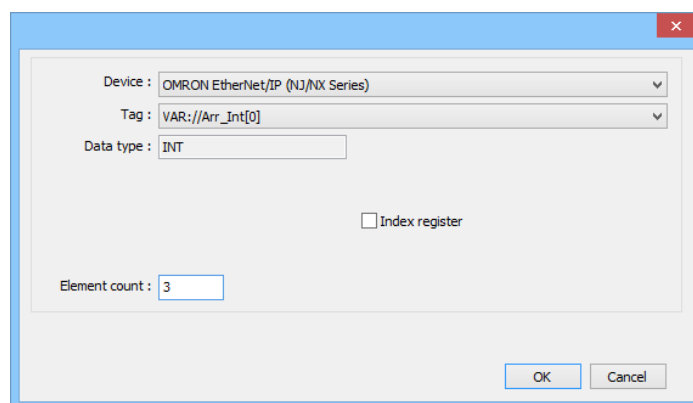 Device : OMRON EtherNet/IP (NJ/NX Series)
Tag : VAR://Arr_Int[0]
Data type : INT
Index register
Element count : 3
OK Cancel